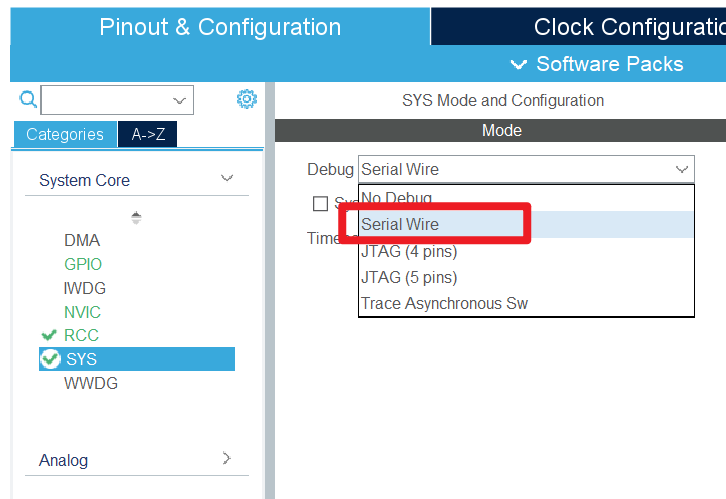 Pinout & Configuration
Clock Configuratio
Software Packs
SYS Mode and Configuration
Categories
A->Z
Mode
System Core
Debug Serial Wire
No Debug
Serial Wire
JTAG (4 pins)
JTAG (5 pins)
Trace Asynchronous Sw
DMA
GPIO
IWDG
NVIC
RCC
SYS
WWDG
Analog